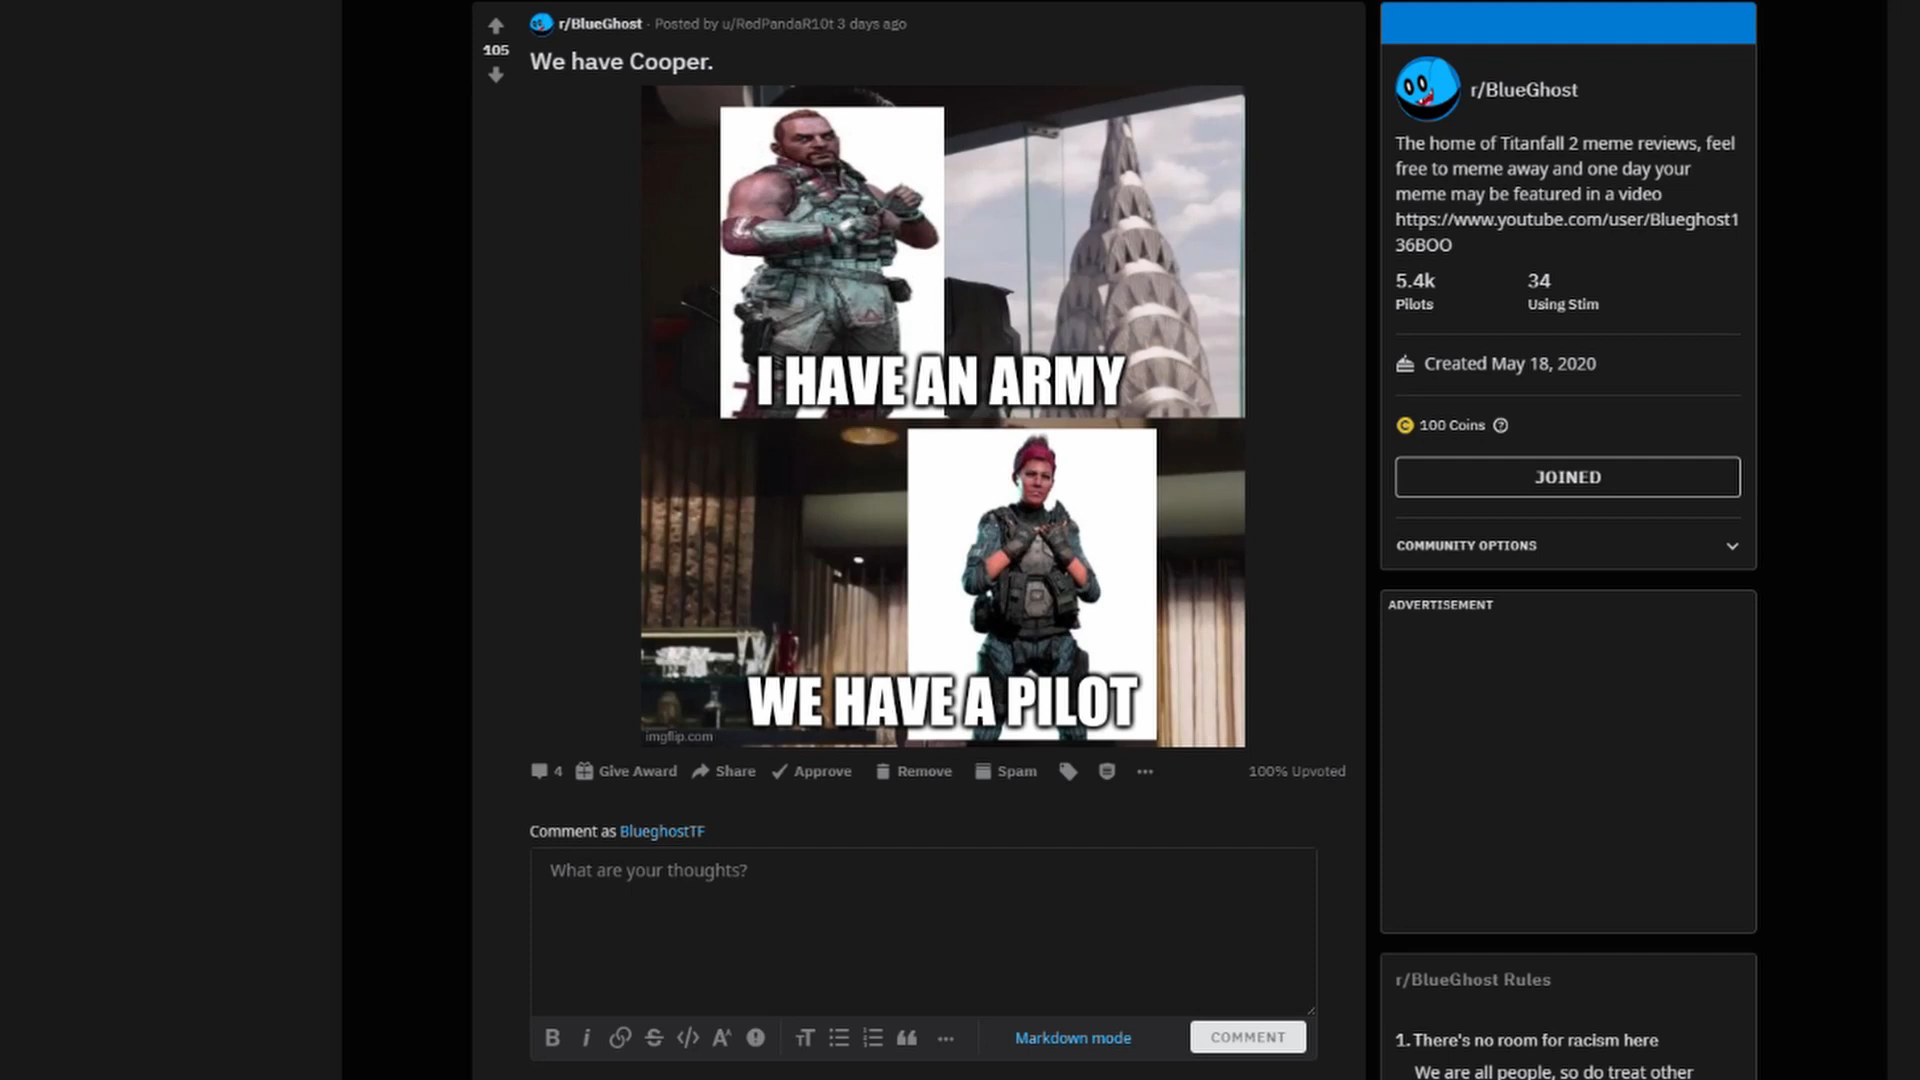 r/BlueGhost · Posted by u/RedPandaR10t 3 days ago
105
We have Cooper.
I HAVE AN ARMY
WE HAVE A PILOT
imgflip.com
4 Give Award Share Approve Remove Spam ••• 100% Upvoted
Comment as BlueghostTF
What are your thoughts?
B i S </> A TT ••• Markdown mode COMMENT
r/BlueGhost
The home of Titanfall 2 meme reviews, feel
free to meme away and one day your
meme may be featured in a video
https://www.youtube.com/user/Blueghost1
36BOO
5.4k 34
Pilots Using Stim
Created May 18, 2020
C 100 Coins ?
JOINED
COMMUNITY OPTIONS
ADVERTISEMENT
r/BlueGhost Rules
1. There's no room for racism here
We are all people, so do treat other